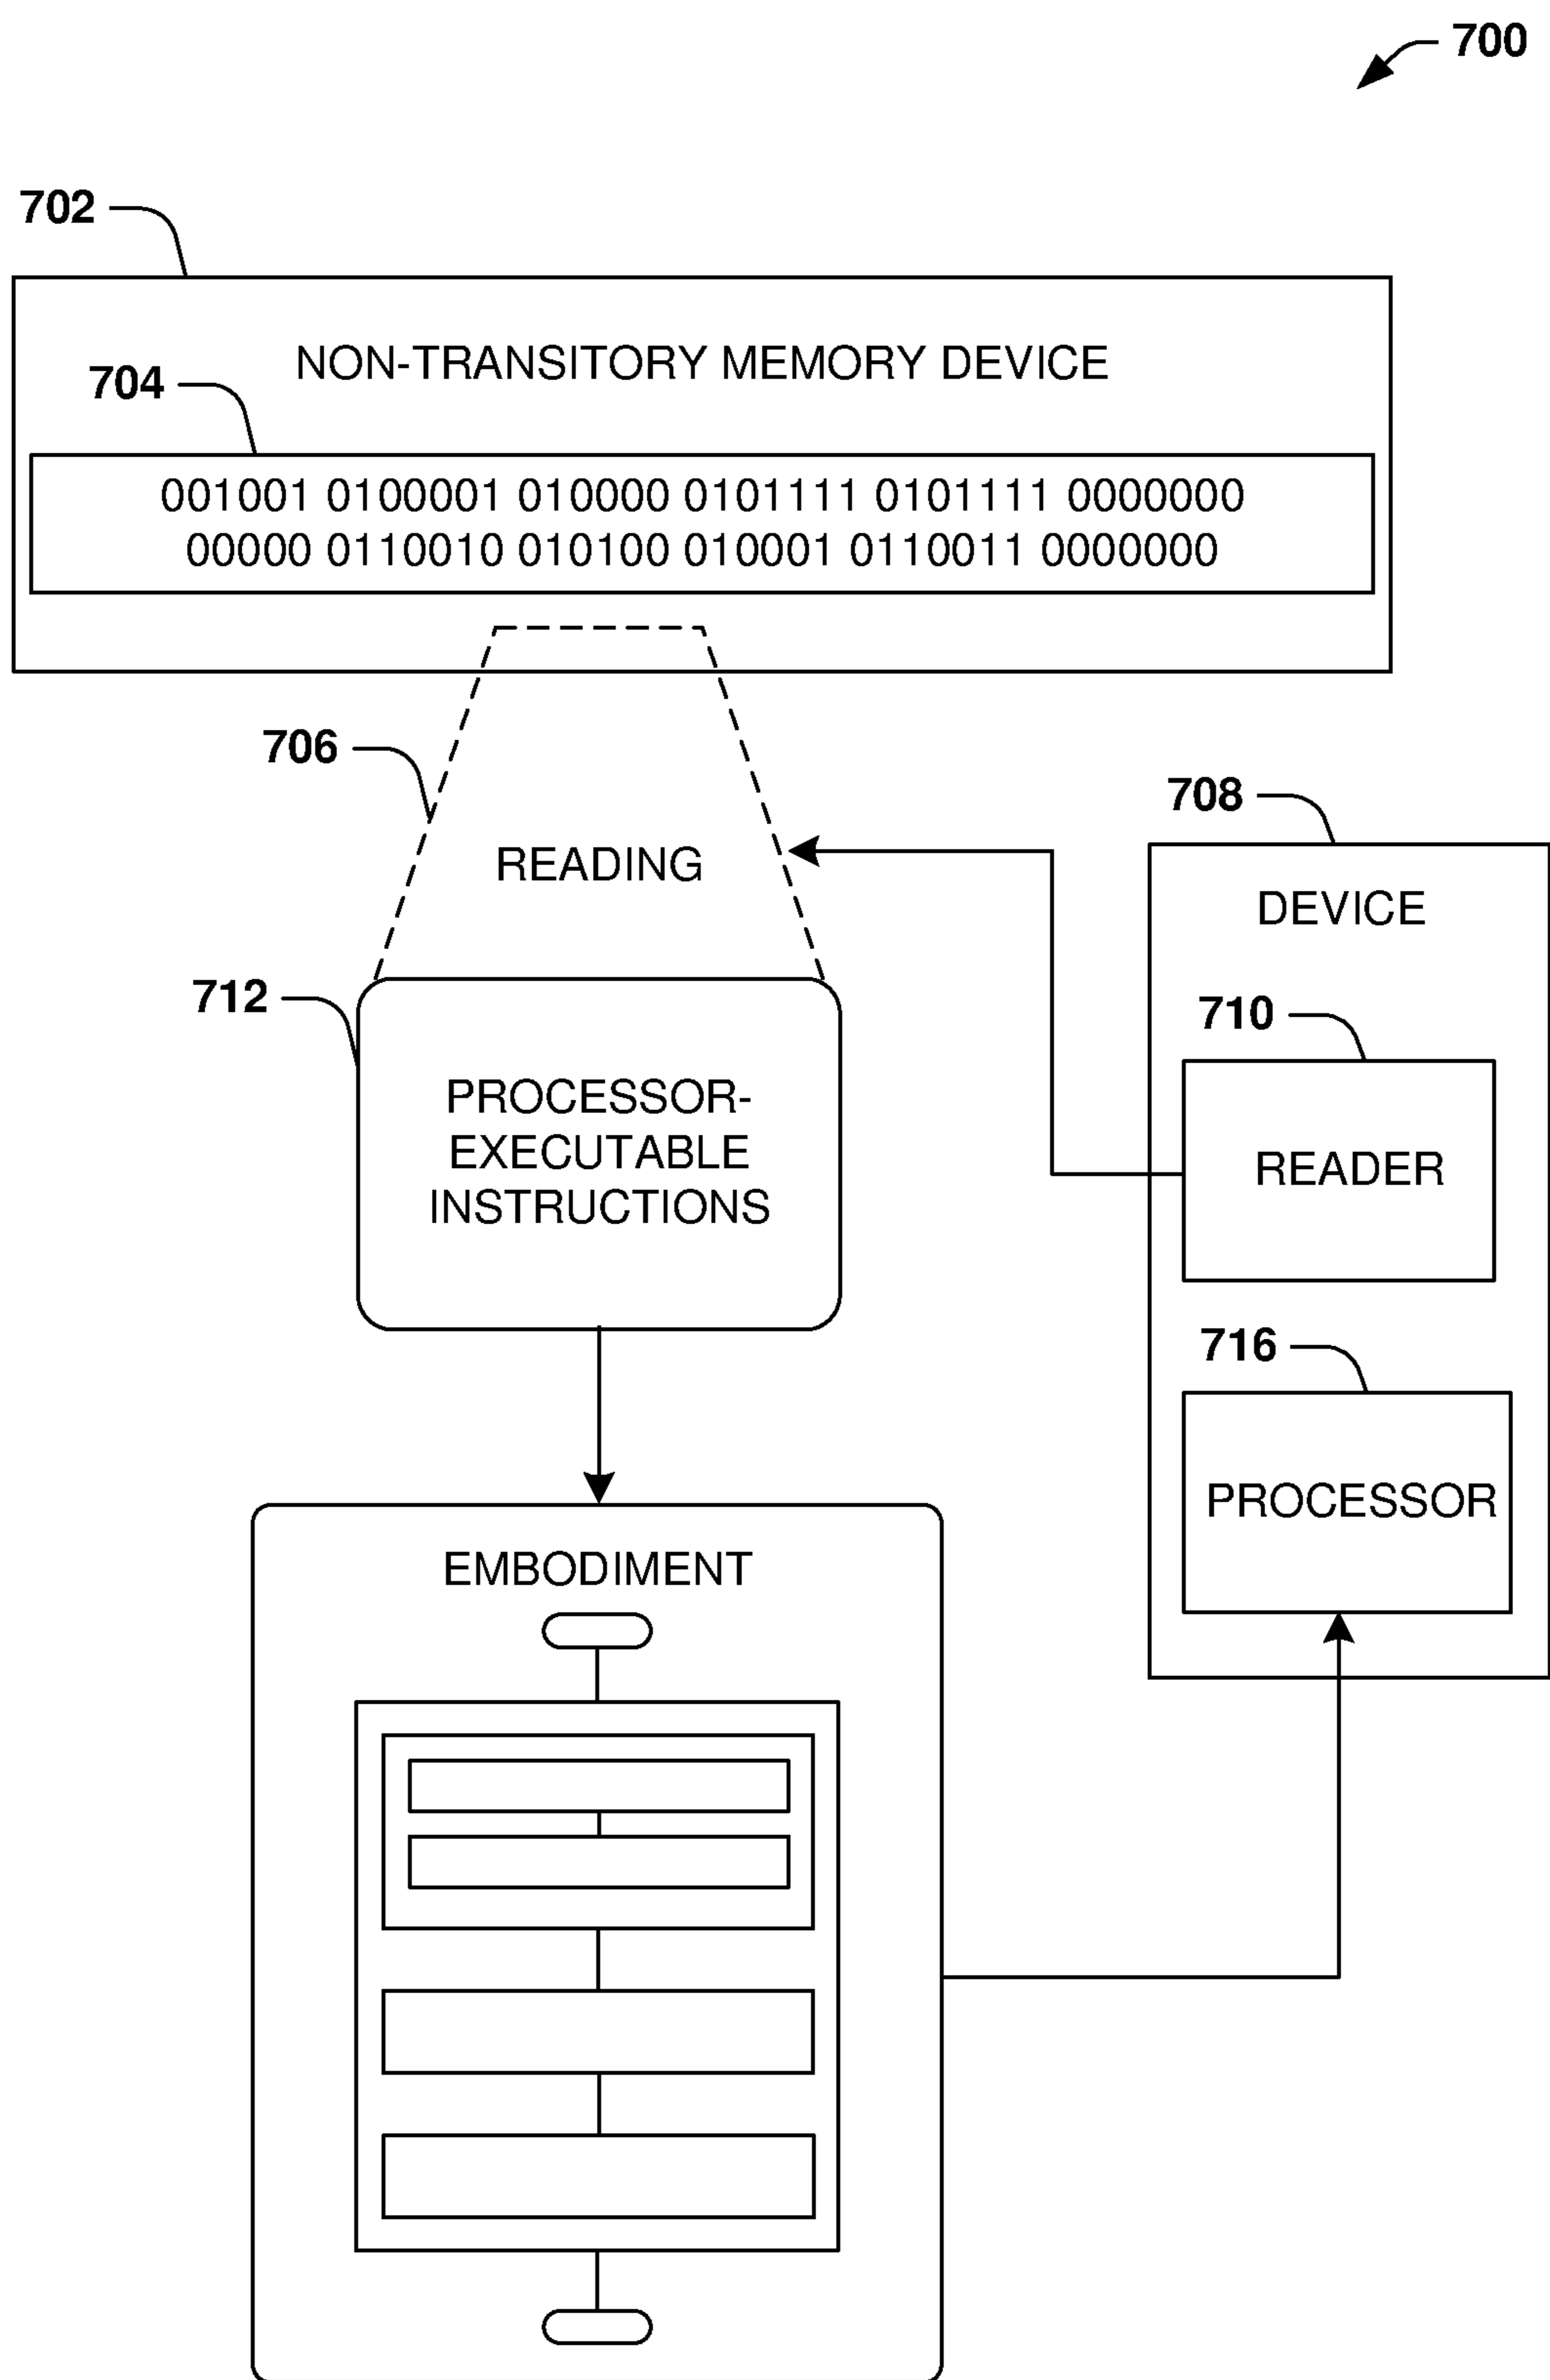 700
702
NON-TRANSITORY MEMORY DEVICE
704
001001 0100001 010000 0101111 0101111 0000000
00000 0110010 010100 010001 0110011 0000000
706
READING
708
DEVICE
712
710
PROCESSOR-
EXECUTABLE
INSTRUCTIONS
READER
716
PROCESSOR
EMBODIMENT